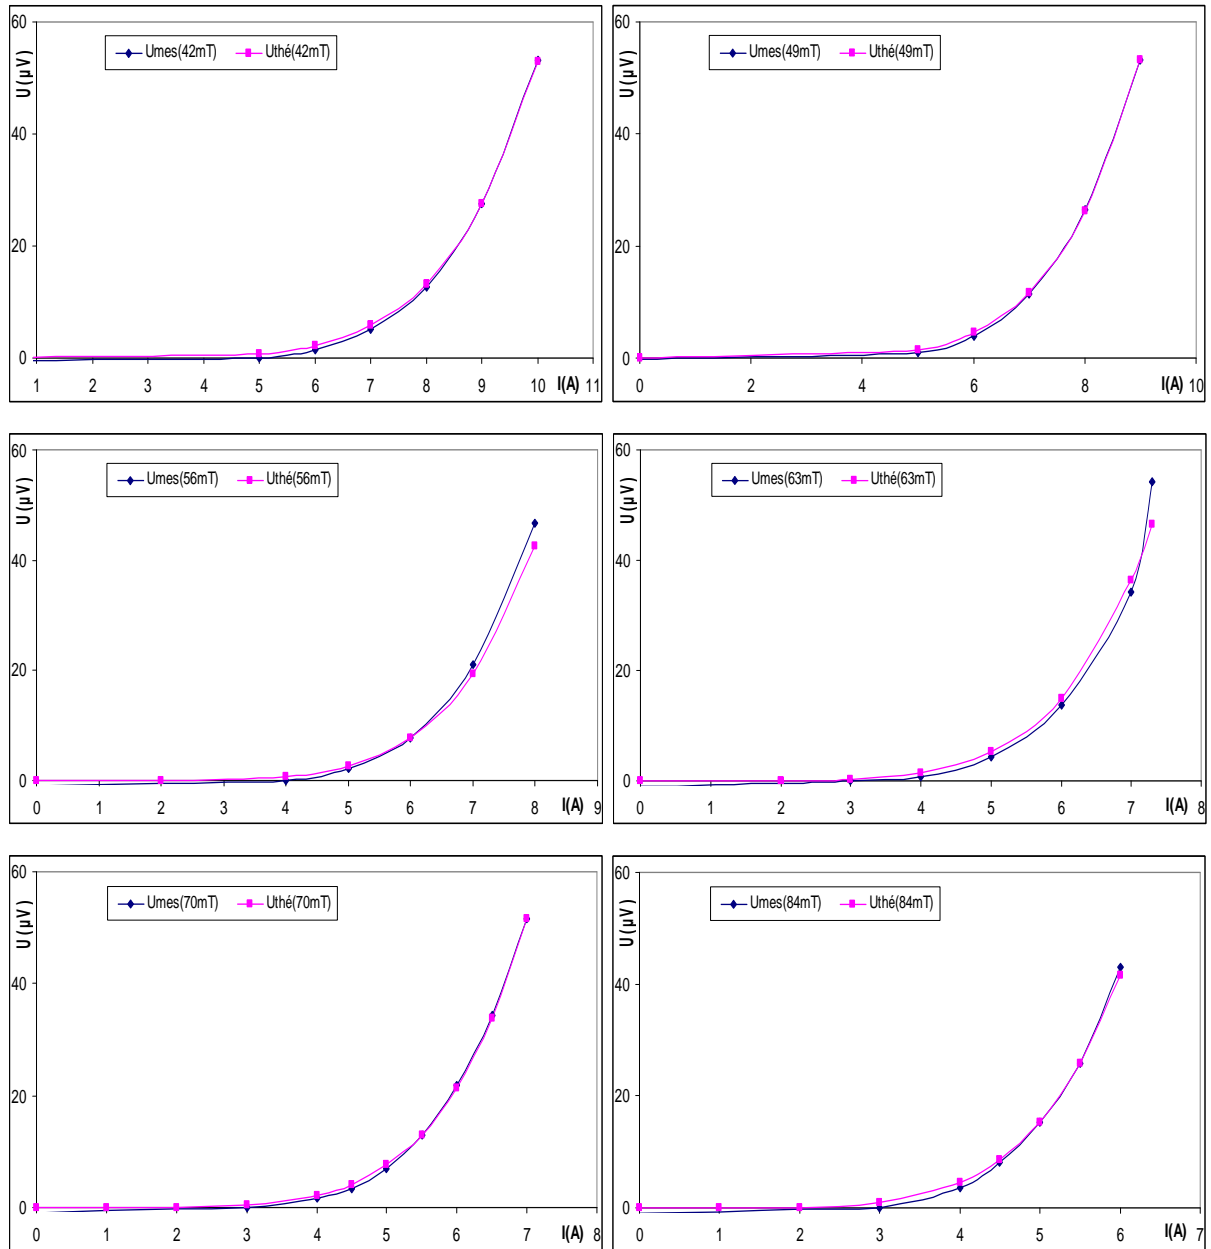 60
Umes(42mT) Uthé(42mT)
U (µV)
40
20
0
1 2 3 3 5 6 7 8 9 10 I(A) 11
60
Umes(49mT) Uthé(49mT)
U (µV)
40
20
0
0 2 4 6 8 I(A) 10
60
Umes(56mT) Uthé(56mT)
U (µV)
40
20
0
0 1 2 3 4 5 6 7 8 I(A) 9
60
Umes(63mT) Uthé(63mT)
U (µV)
40
20
0
0 1 2 3 4 5 6 7 I(A) 8
60
Umes(70mT) Uthé(70mT)
U (µV)
40
20
0
0 1 2 3 4 5 6 7 I(A) 8
60
Umes(84mT) Uthé(84mT)
U (µV)
40
20
0
0 1 2 3 4 5 6 I(A) 7